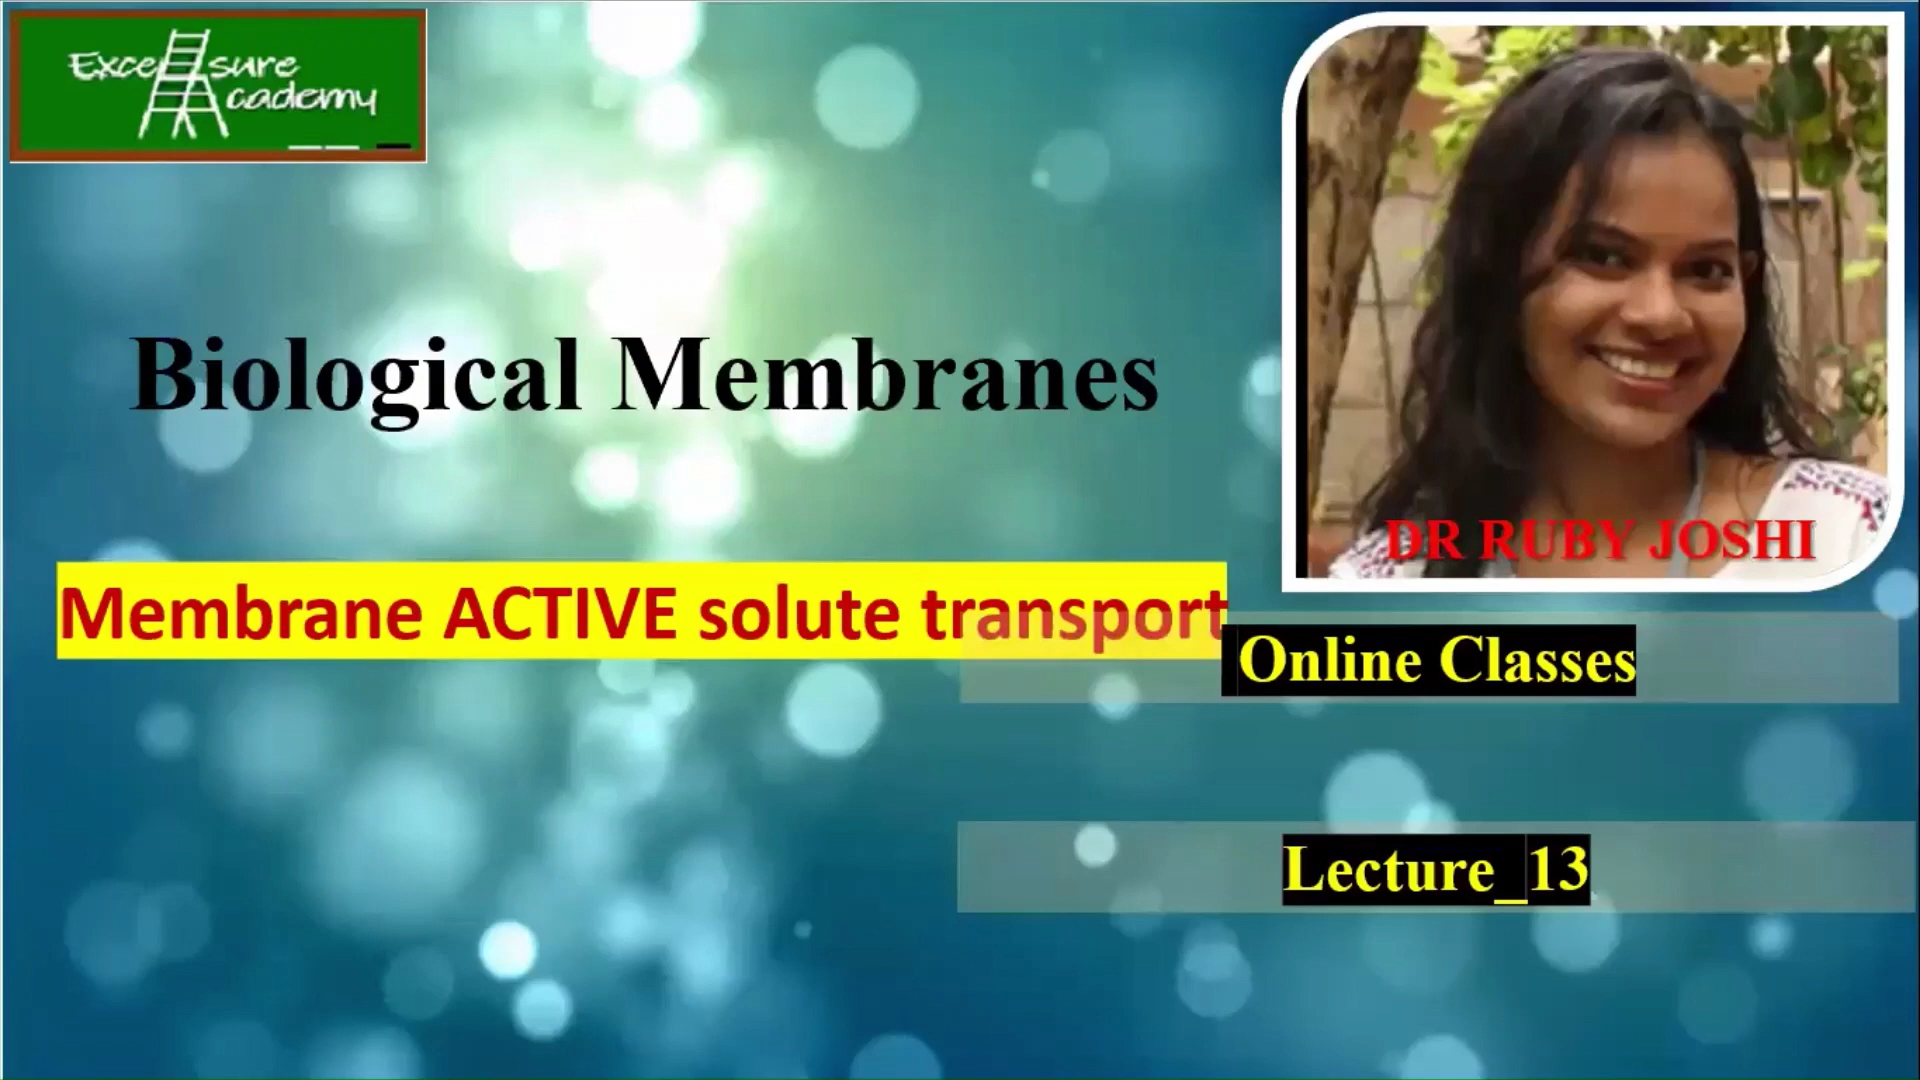 Excel sure
Academy
Biological Membranes
DR RUBY JOSHI
Membrane ACTIVE solute transport
Online Classes
Lecture_13